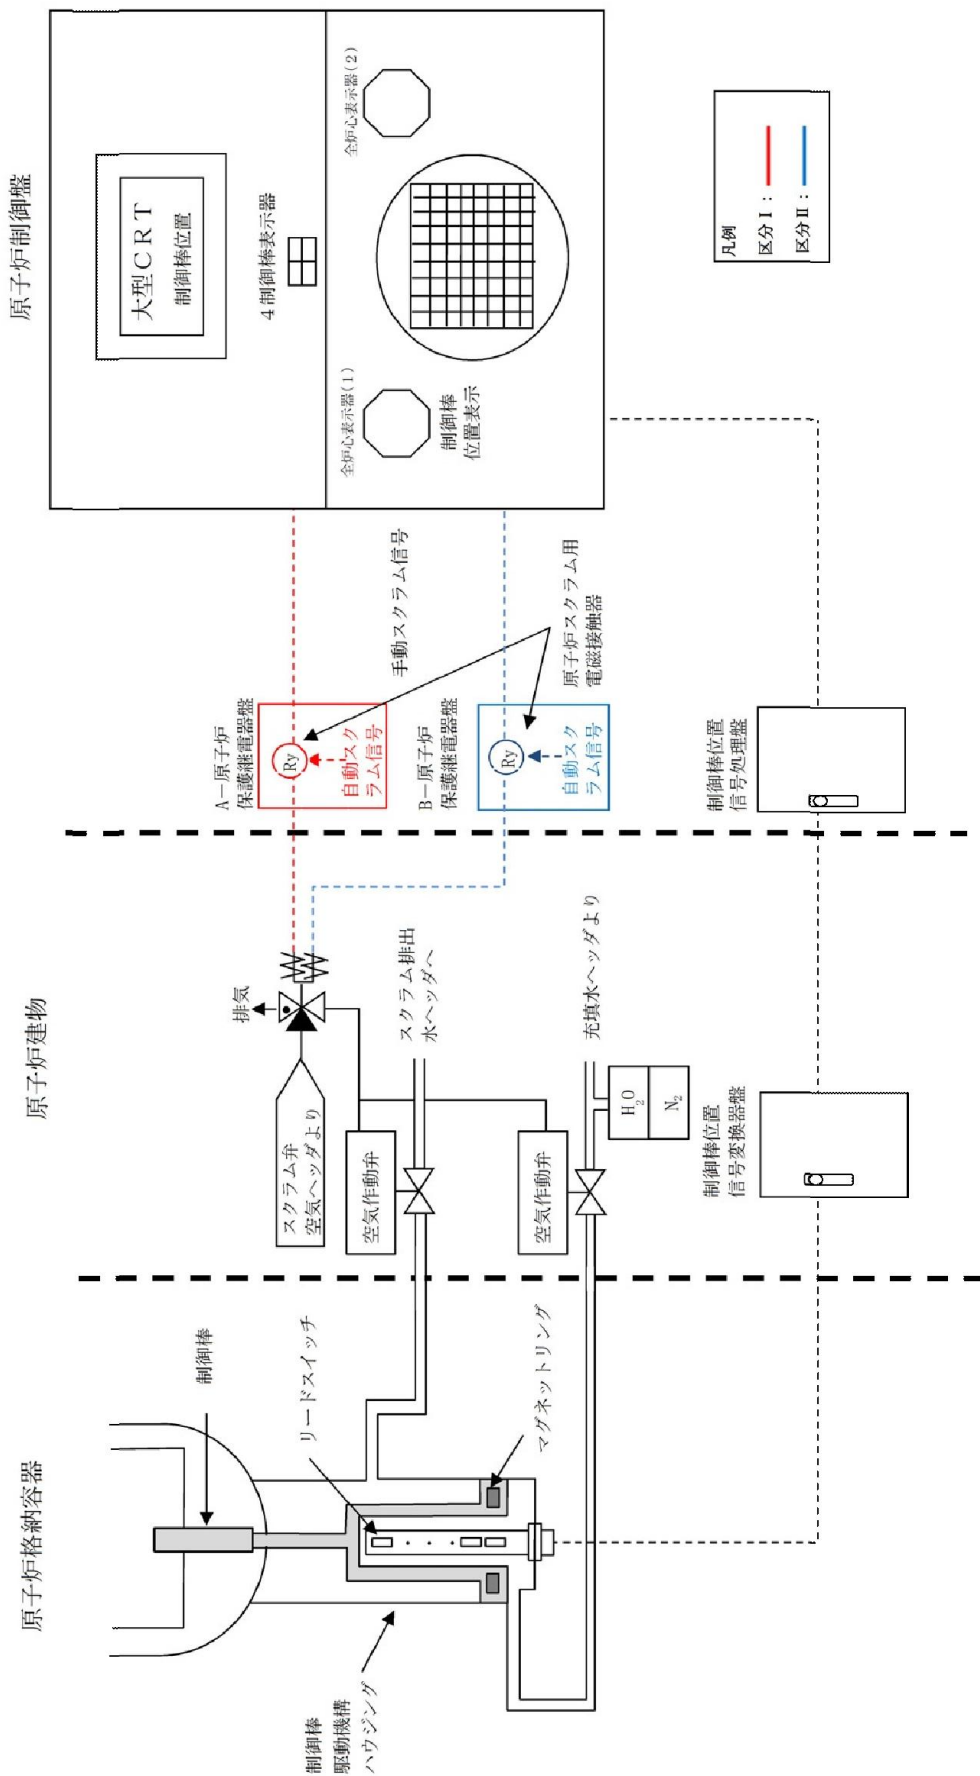 原子炉格納容器
原子炉建物
原子炉制御盤
制御棒
リードスイッチ
マグネットリング
制御棒
駆動機構
ハウジング
排気
スクラム弁
空気ヘッダより
空気作動弁
スクラム排出
水ヘッダへ
空気作動弁
充填水ヘッダより
H₂O
N₂
制御棒位置
信号変換器盤
A－原子炉
保護継電器盤
Ry
自動スク
ラム信号
手動スクラム信号
B－原子炉
保護継電器盤
Ry
自動スク
ラム信号
原子炉スクラム用
電磁接触器
制御棒位置
信号処理盤
大型CRT
制御棒位置
4制御棒表示器
全炉心表示器(1)
全炉心表示器(2)
制御棒
位置表示
凡例
区分Ⅰ：
区分Ⅱ：